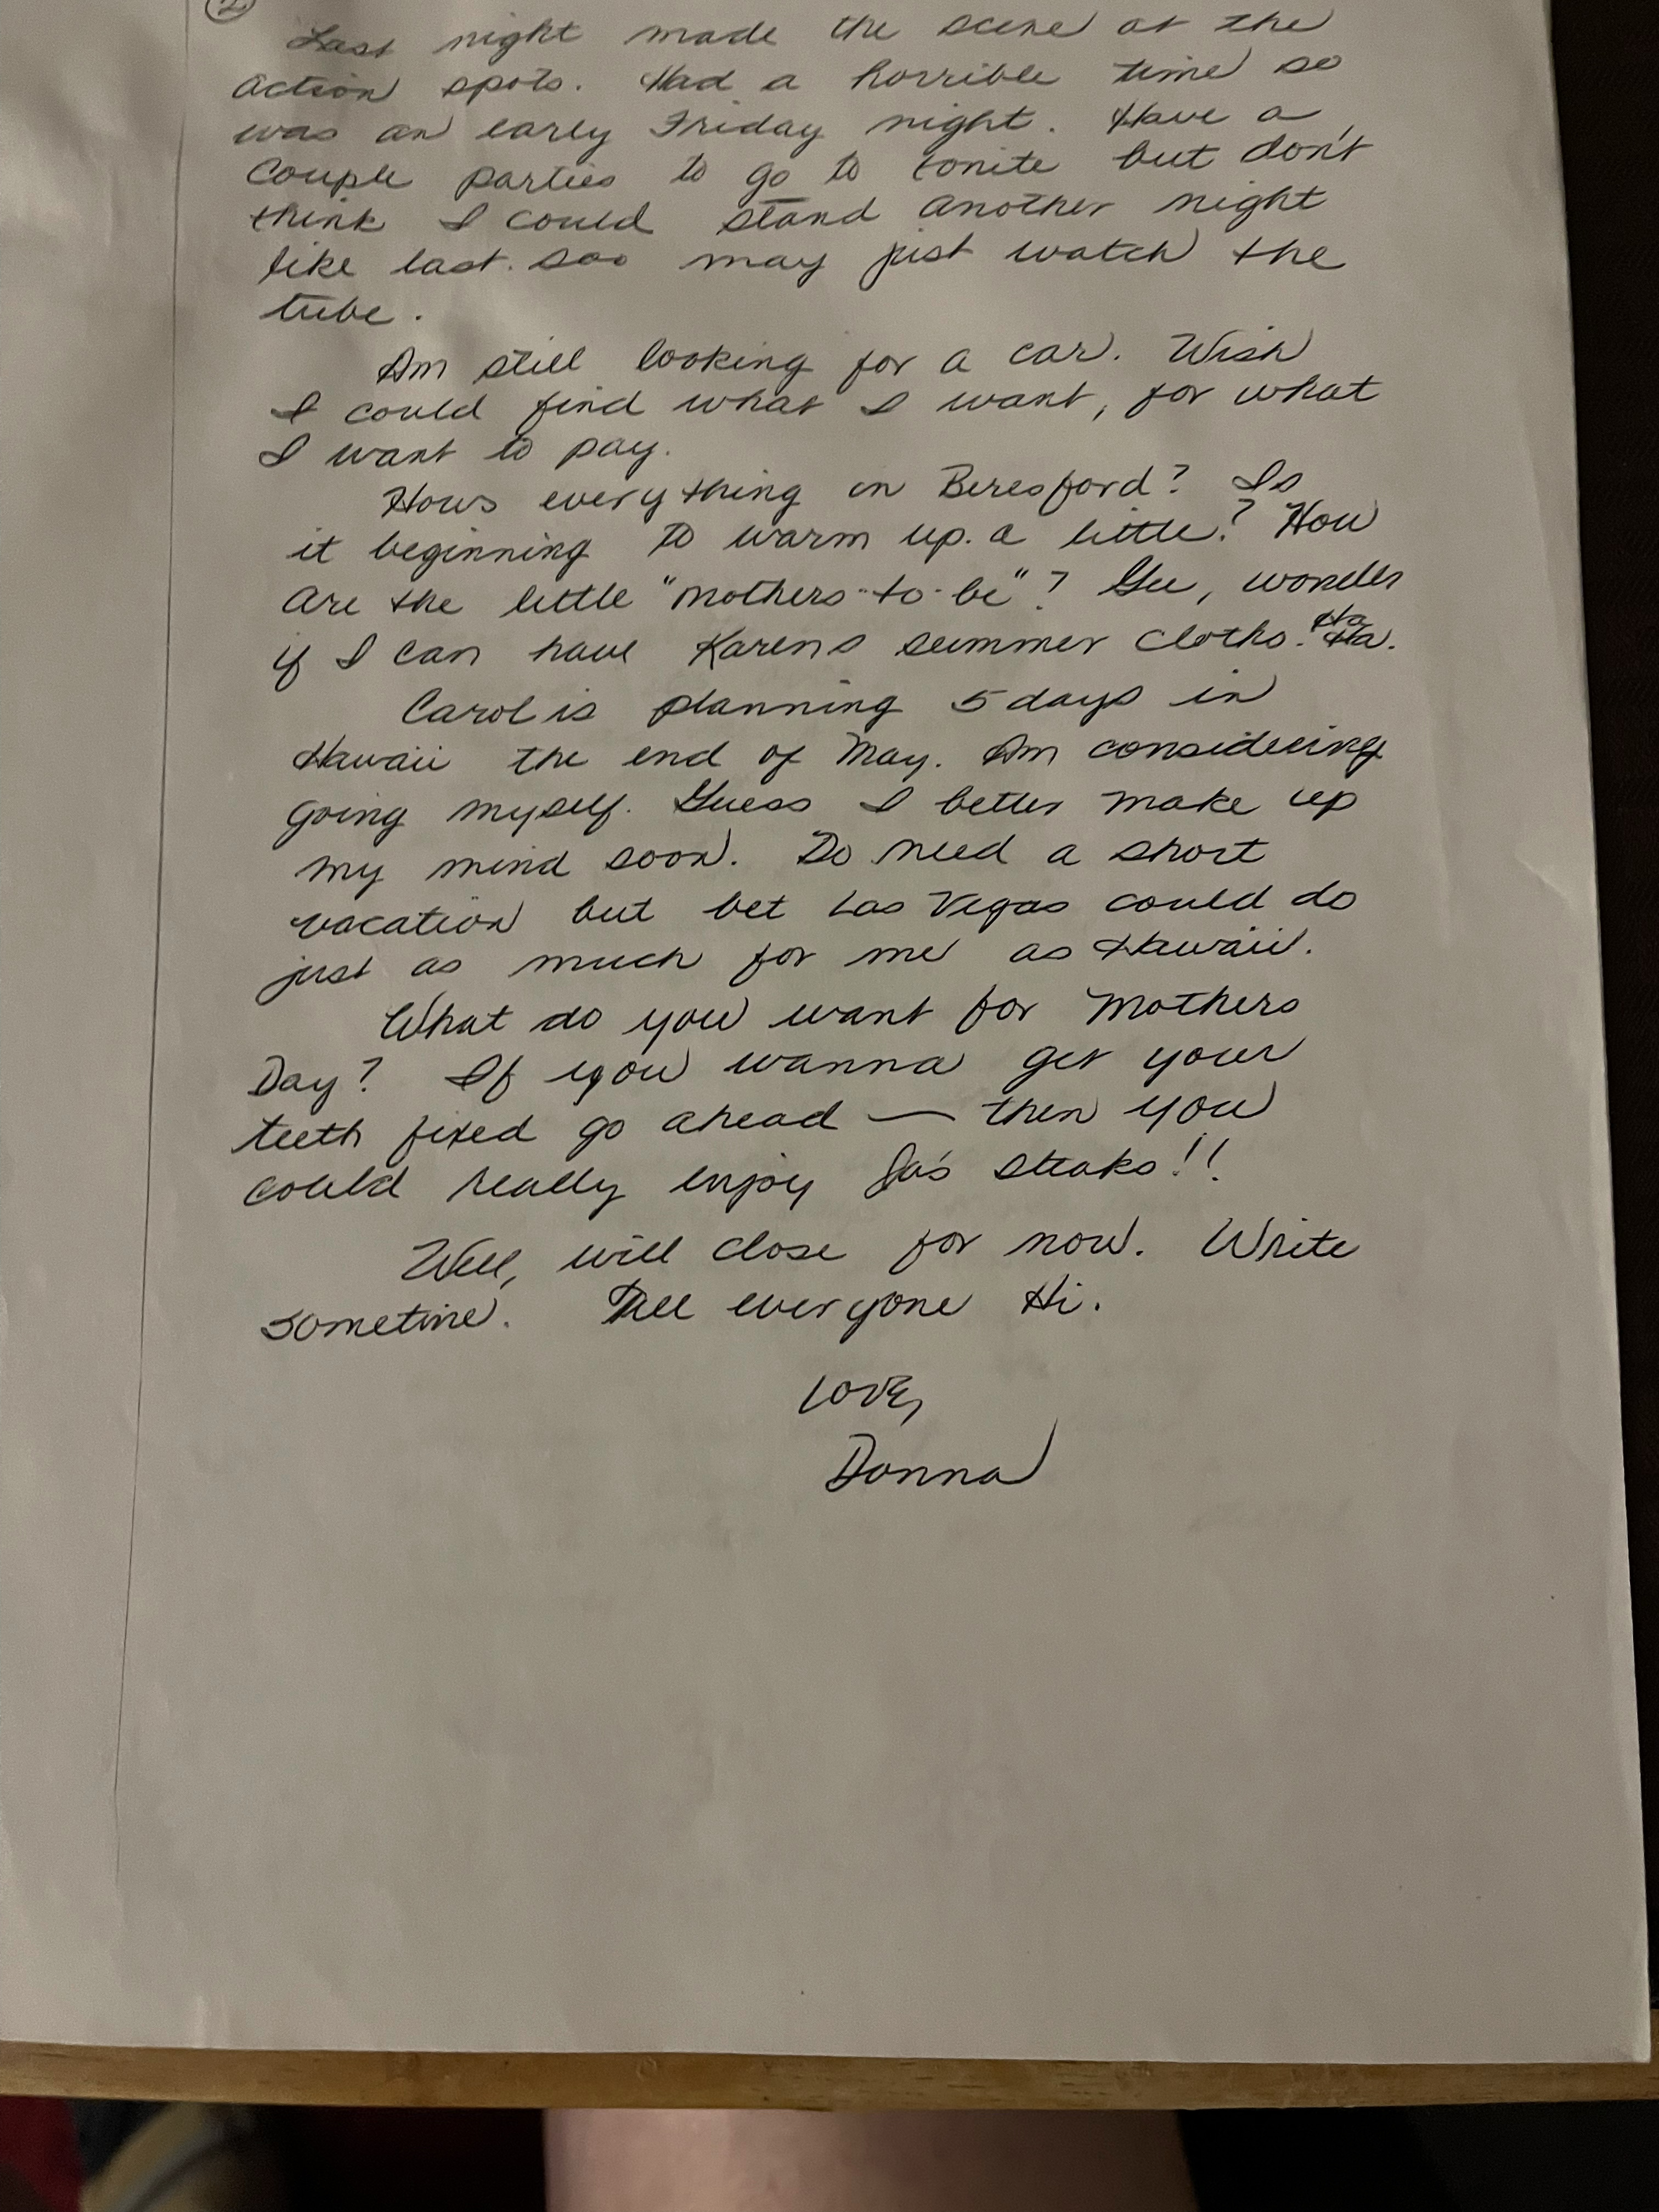 2
Last night made the scene at the
action spots. Had a horrible time so
was an early Friday night. Have a
couple parties to go to tonite but don't
think I could stand another night
like last. soo may just watch the
tube.
Am still looking for a car. Wish
I could find what I want, for what
I want to pay.
Hows everything in Beresford? Is
it beginning to warm up a little? How
are the little "mothers-to-be"? Gee, wonder
if I can have Karens summer cloths. Ha Ha.
Carol is planning 5 days in
Hawaii the end of May. Am considering
going myself. Guess I better make up
my mind soon. Do need a short
vacation but bet Las Vegas could do
just as much for me as Hawaii.
What do you want for Mothers
Day? If you wanna get your
teeth fixed go ahead — then you
could really enjoy steaks!!
Well, will close for now. Write
sometime. Tell everyone Hi.
Love,
Donna